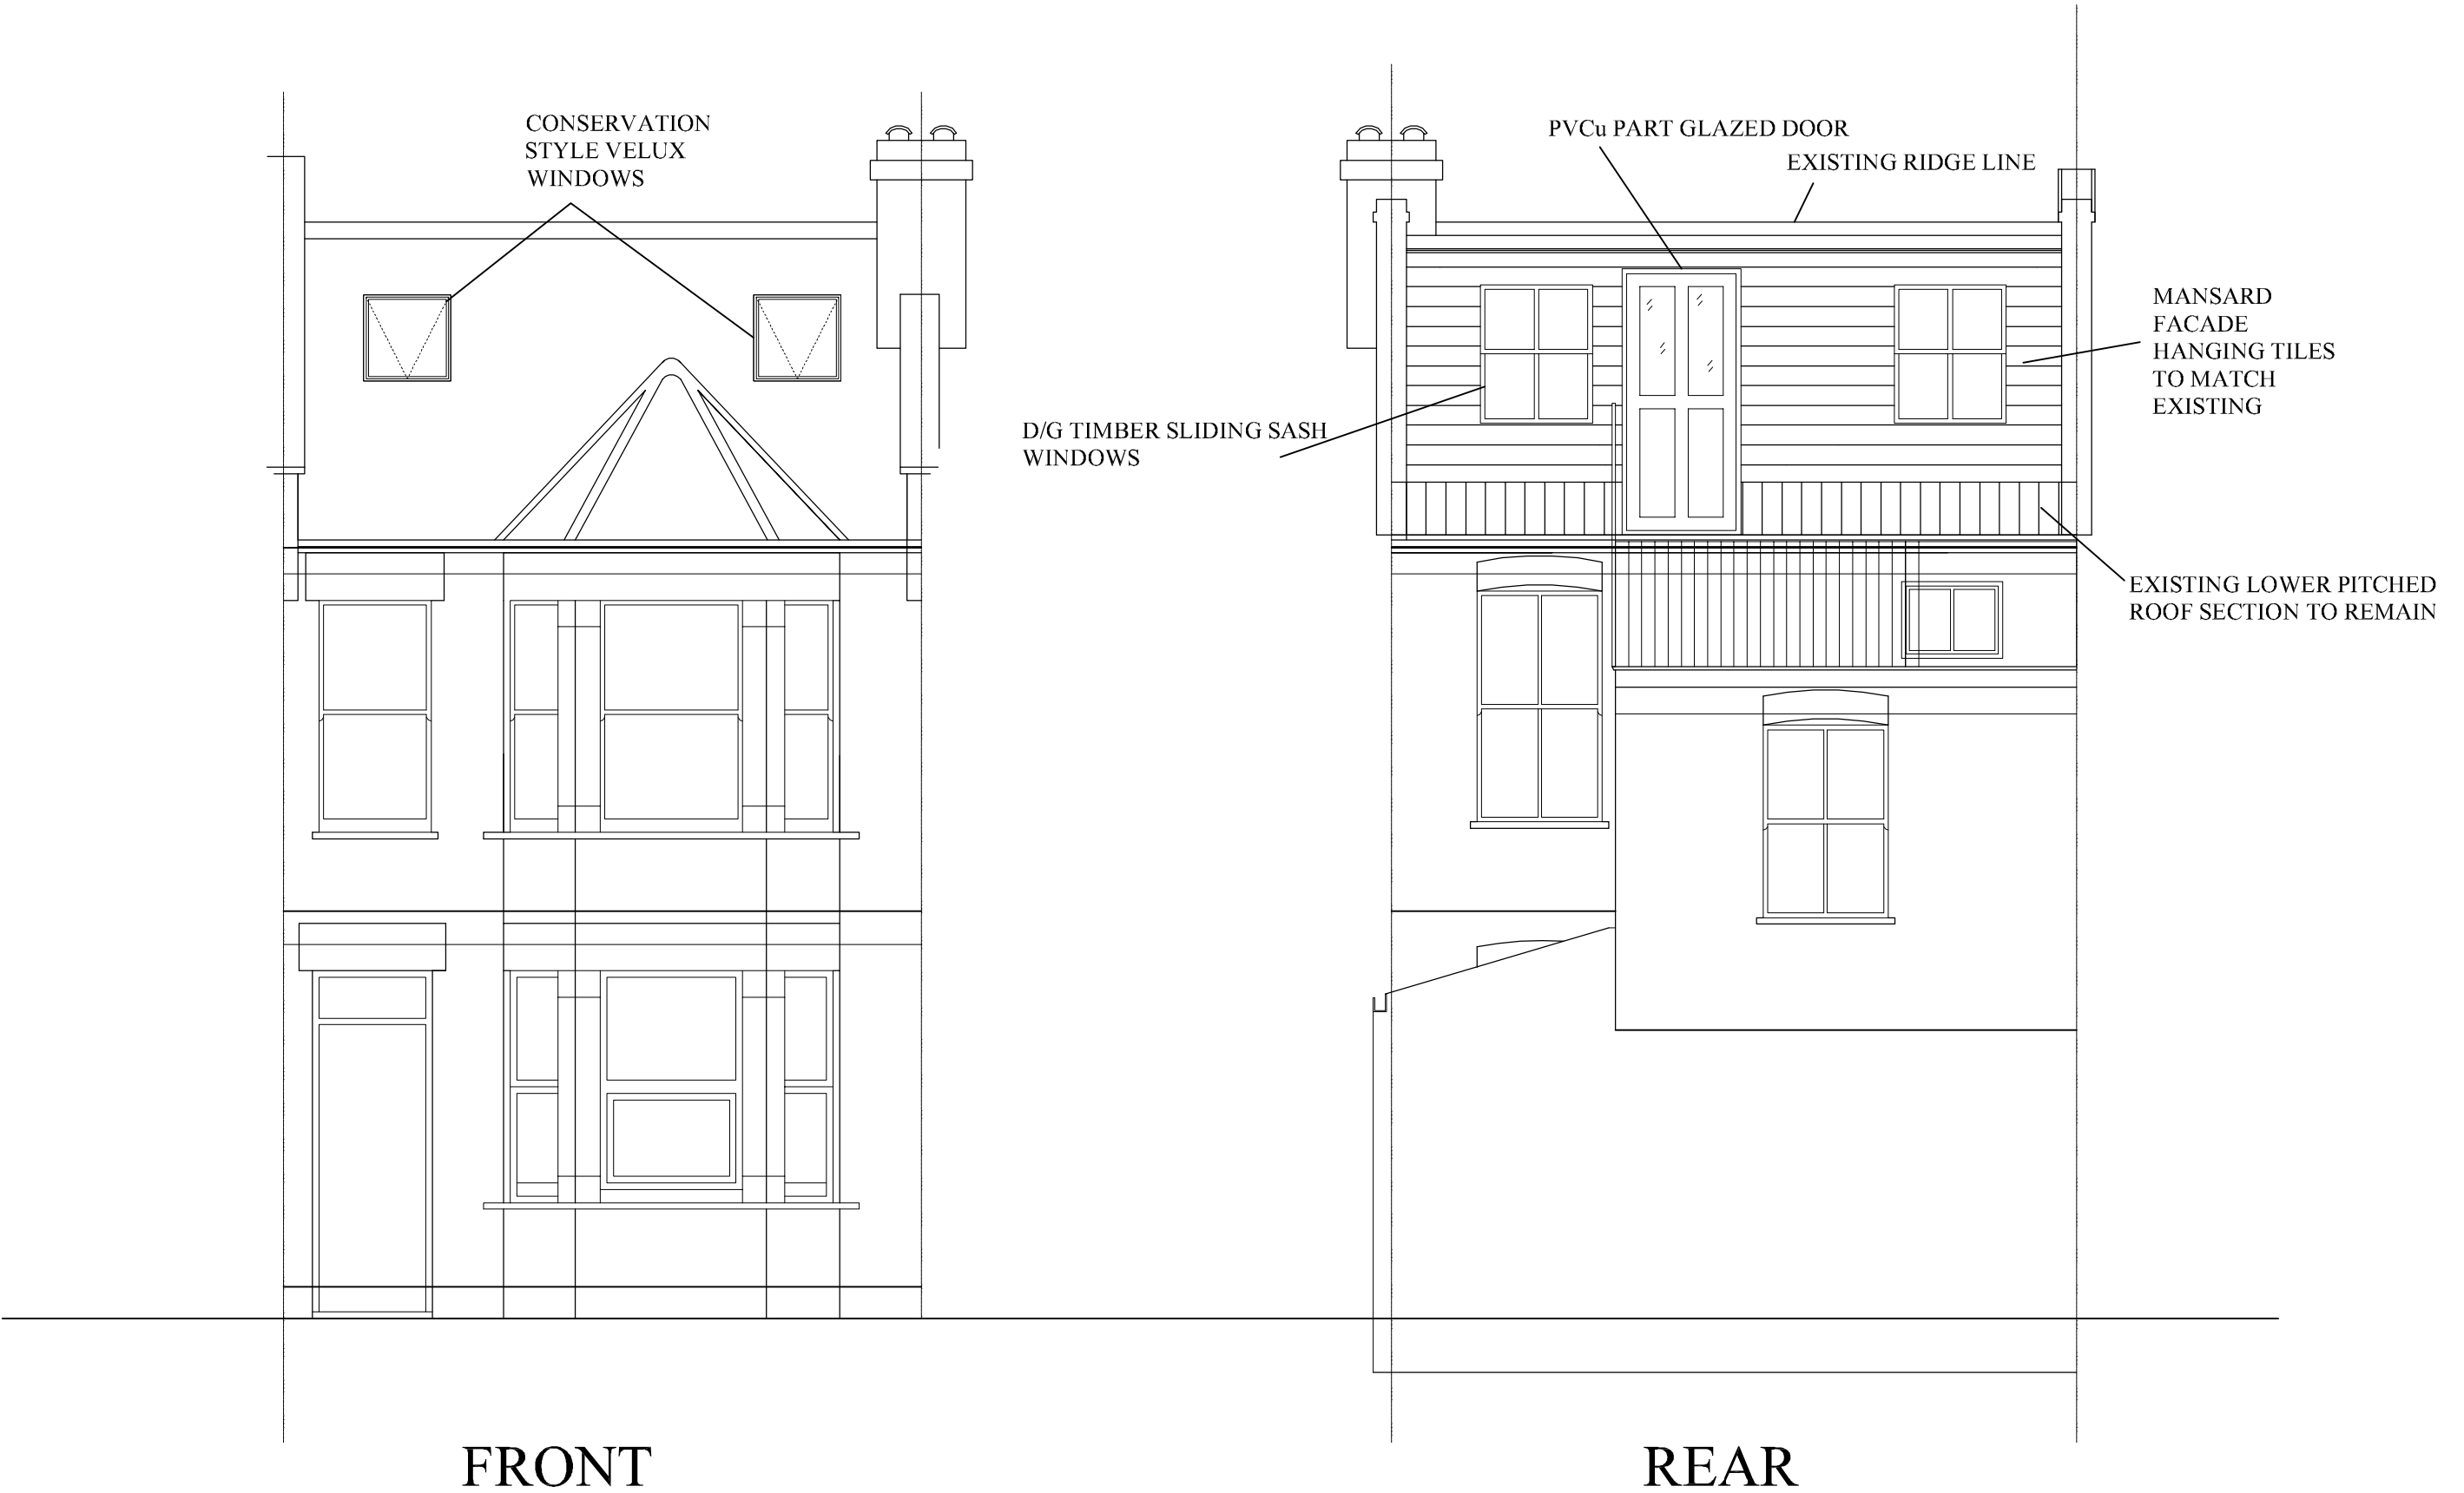 CONSERVATION
STYLE VELUX
WINDOWS
PVCu PART GLAZED DOOR
EXISTING RIDGE LINE
MANSARD
FACADE
HANGING TILES
TO MATCH
EXISTING
D/G TIMBER SLIDING SASH
WINDOWS
EXISTING LOWER PITCHED
ROOF SECTION TO REMAIN
FRONT
REAR